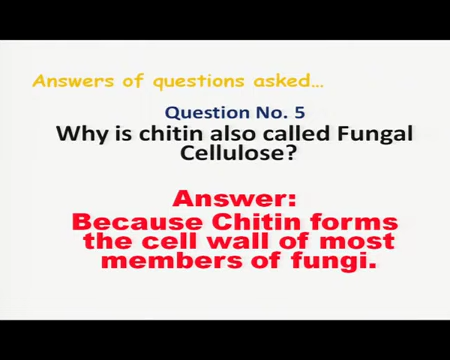 Answers of questions asked...
Question No. 5
Why is chitin also called Fungal
Cellulose?
Answer:
Because Chitin forms
the cell wall of most
members of fungi.